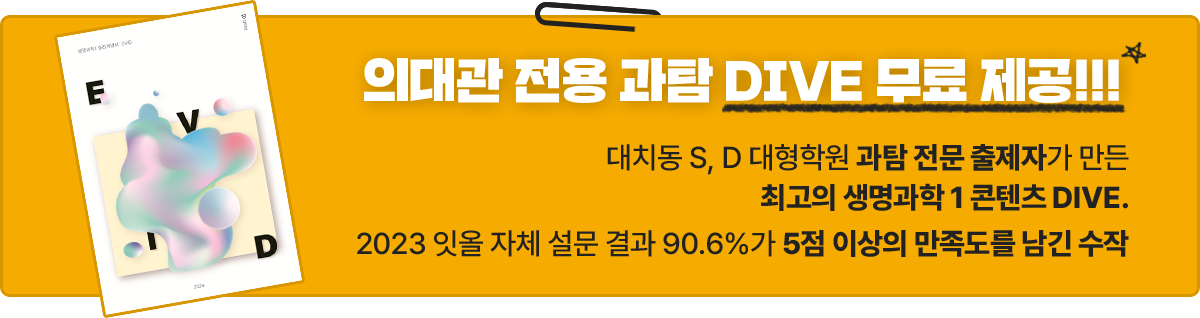 의대관 전용 과탐 DIVE 무료 제공!!!
대치동 S, D 대형학원 과탐 전문 출제자가 만든
최고의 생명과학 1 콘텐츠 DIVE.
2023 잇올 자체 설문 결과 90.6%가 5점 이상의 만족도를 남긴 수작
E
V
I
D